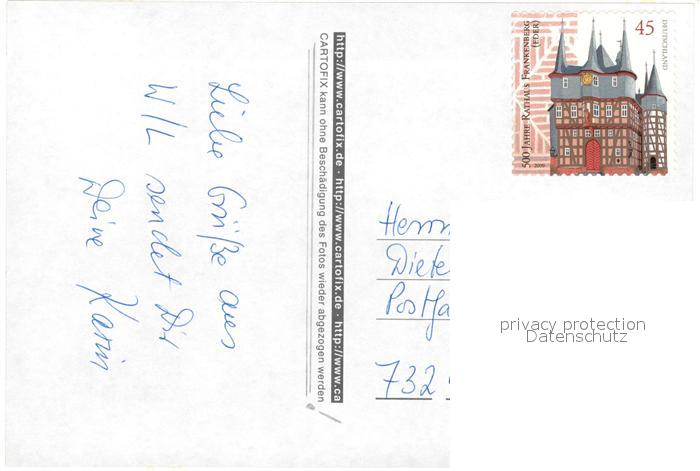 Liebe Grüße aus
W/L sendet Dir
Deine Karin
http://www.cartofix.de · http://www.cartofix.de · http://www.ca
CARTOFIX kann ohne Beschädigung des Fotos wieder abgezogen werden
!
500 JAHRE RATHAUS FRANKENBERG
(EDER)
45
DEUTSCHLAND
2009
Herrn
Diete
Postfa
732
privacy protection
Datenschutz